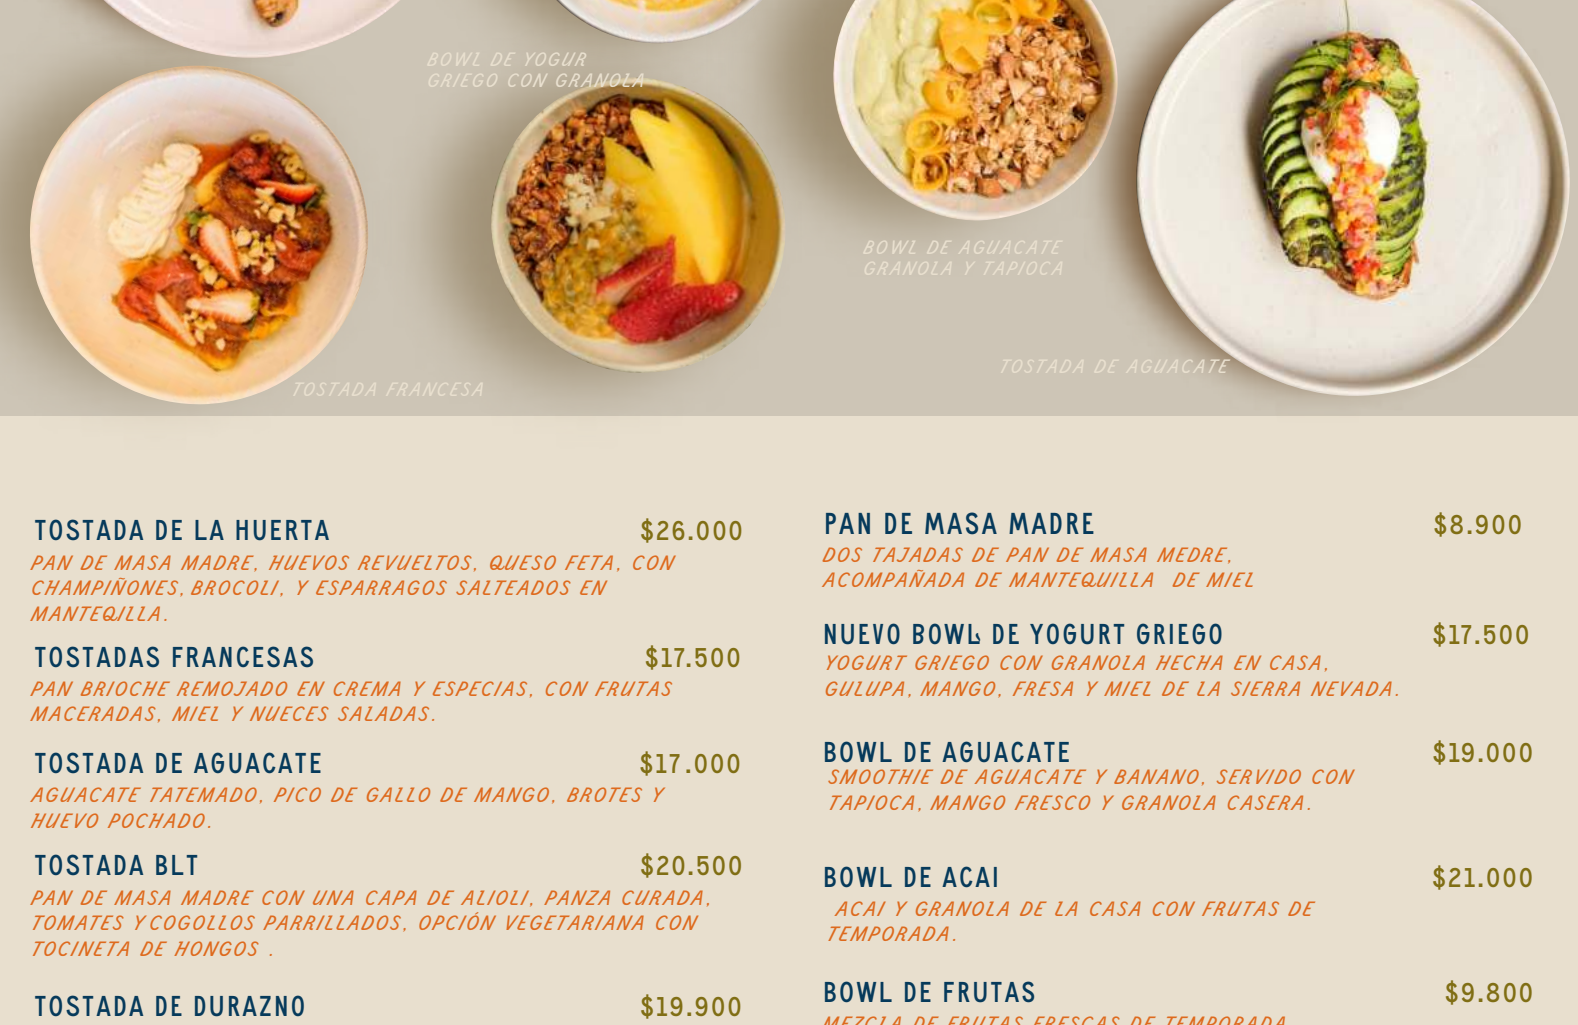 BOWL DE YOGUR
GRIEGO CON GRANOLA
BOWL DE AGUACATE
GRANOLA Y TAPIOCA
TOSTADA DE AGUACATE
TOSTADA FRANCESA
TOSTADA DE LA HUERTA $26.000
PAN DE MASA MADRE, HUEVOS REVUELTOS, QUESO FETA, CON
CHAMPIÑONES, BROCOLI, Y ESPARRAGOS SALTEADOS EN
MANTEQILLA.
TOSTADAS FRANCESAS $17.500
PAN BRIOCHE REMOJADO EN CREMA Y ESPECIAS, CON FRUTAS
MACERADAS, MIEL Y NUECES SALADAS.
TOSTADA DE AGUACATE $17.000
AGUACATE TATEMADO, PICO DE GALLO DE MANGO, BROTES Y
HUEVO POCHADO.
TOSTADA BLT $20.500
PAN DE MASA MADRE CON UNA CAPA DE ALIOLI, PANZA CURADA,
TOMATES Y COGOLLOS PARRILLADOS, OPCIÓN VEGETARIANA CON
TOCINETA DE HONGOS .
TOSTADA DE DURAZNO $19.900
PAN DE MASA MADRE $8.900
DOS TAJADAS DE PAN DE MASA MEDRE,
ACOMPAÑADA DE MANTEQUILLA DE MIEL
NUEVO BOWL DE YOGURT GRIEGO $17.500
YOGURT GRIEGO CON GRANOLA HECHA EN CASA,
GULUPA, MANGO, FRESA Y MIEL DE LA SIERRA NEVADA.
BOWL DE AGUACATE $19.000
SMOOTHIE DE AGUACATE Y BANANO, SERVIDO CON
TAPIOCA, MANGO FRESCO Y GRANOLA CASERA.
BOWL DE ACAI $21.000
ACAI Y GRANOLA DE LA CASA CON FRUTAS DE
TEMPORADA.
BOWL DE FRUTAS $9.800
MEZCLA DE FRUTAS FRESCAS DE TEMPORADA